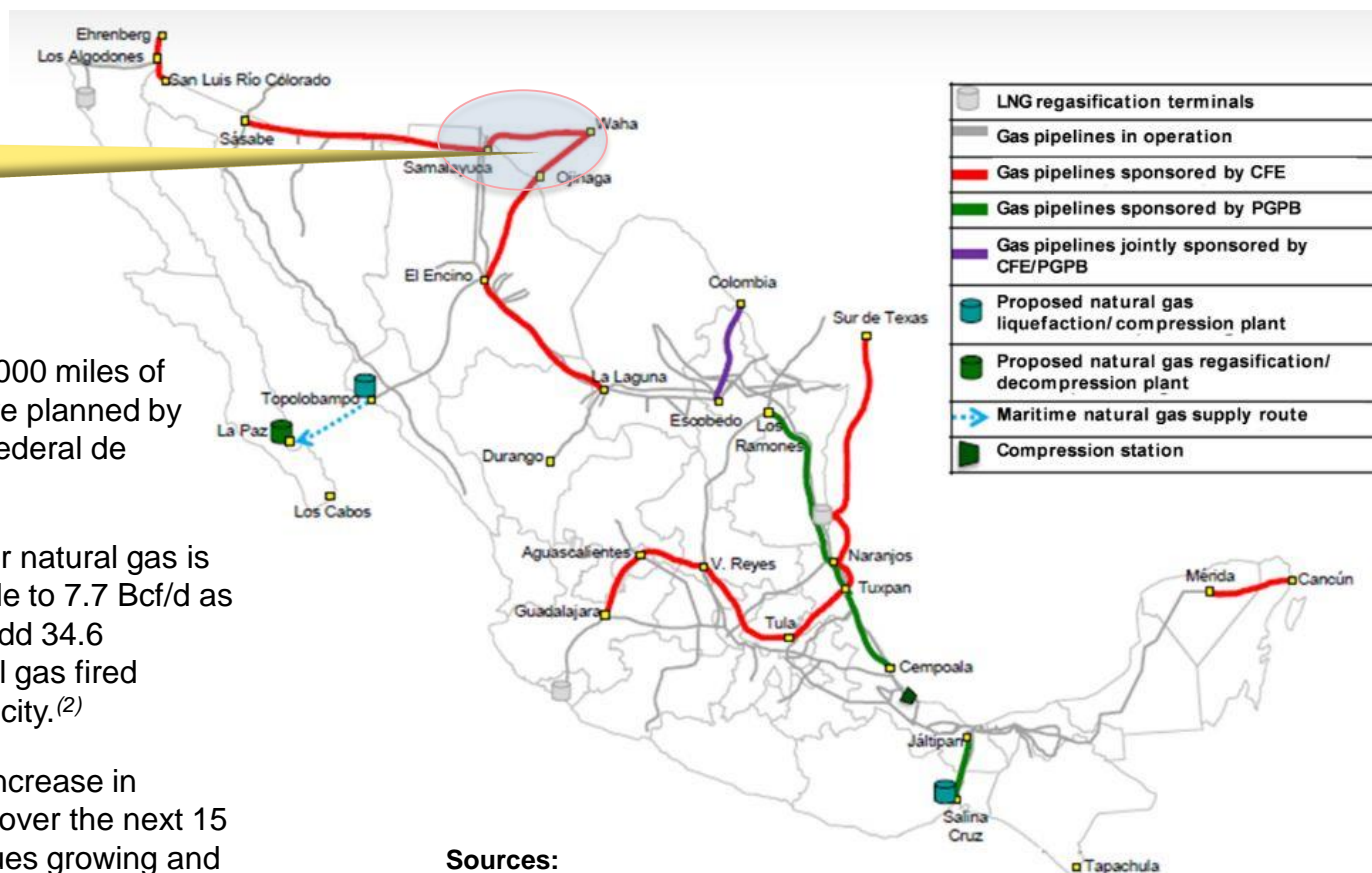 Ehrenberg
Los Algodones
San Luis Río Colorado
Sásabe
Samalayuca
Waha
Ojinaga
El Encino
Colombia
Sur de Texas
La Laguna
Topolobampo
La Paz
Escobedo
Los
Ramones
Durango
Los Cabos
Aguascalientes
V. Reyes
Naranjos
Tuxpan
Guadalajara
Tula
Mérida
Cancún
Cempoala
Jáltipan
Salina
Cruz
Tapachula
LNG regasification terminals
Gas pipelines in operation
Gas pipelines sponsored by CFE
Gas pipelines sponsored by PGPB
Gas pipelines jointly sponsored by
CFE/PGPB
Proposed natural gas
liquefaction/compression plant
Proposed natural gas regasification/
decompression plant
Maritime natural gas supply route
Compression station
000 miles of
e planned by
ederal de
r natural gas is
le to 7.7 Bcf/d as
dd 34.6
l gas fired
city.(2)
ncrease in
over the next 15
ues growing and
Sources: